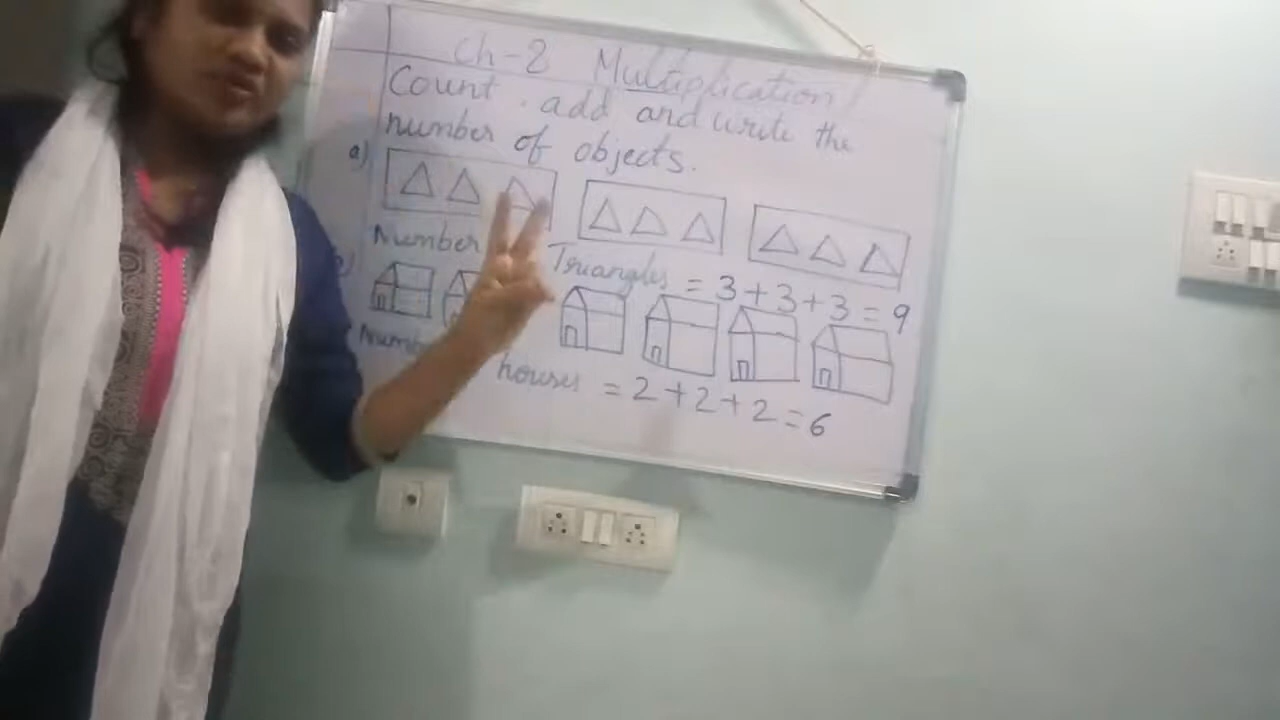 Ch-2 Multiplication
Count . add and write the
number of objects.
a)
Number Triangles = 3+3+3=9
houses = 2+2+2=6